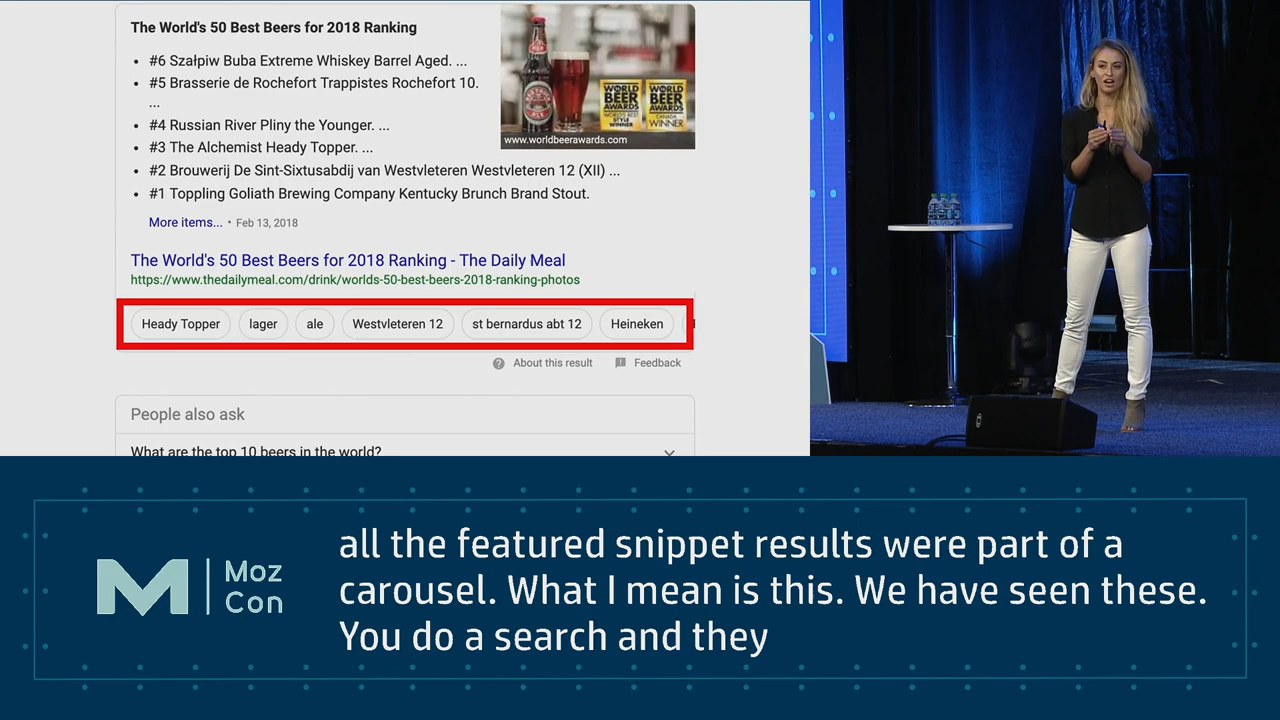 The World's 50 Best Beers for 2018 Ranking
#6 Szałpiw Buba Extreme Whiskey Barrel Aged. ...
#5 Brasserie de Rochefort Trappistes Rochefort 10.
...
#4 Russian River Pliny the Younger. ...
#3 The Alchemist Heady Topper. ...
#2 Brouwerij De Sint-Sixtusabdij van Westvleteren Westvleteren 12 (XII) ...
#1 Toppling Goliath Brewing Company Kentucky Brunch Brand Stout.
More items... • Feb 13, 2018
WORLD BEER AWARDS
WORLD'S BEST
STYLE
WINNER
WORLD BEER AWARDS
CANADA
WINNER
www.worldbeerawards.com
The World's 50 Best Beers for 2018 Ranking - The Daily Meal
https://www.thedailymeal.com/drink/worlds-50-best-beers-2018-ranking-photos
Heady Topper lager ale Westvleteren 12 st bernardus abt 12 Heineken
About this result Feedback
People also ask
What are the top 10 beers in the world?
Moz
Con
all the featured snippet results were part of a
carousel. What I mean is this. We have seen these.
You do a search and they